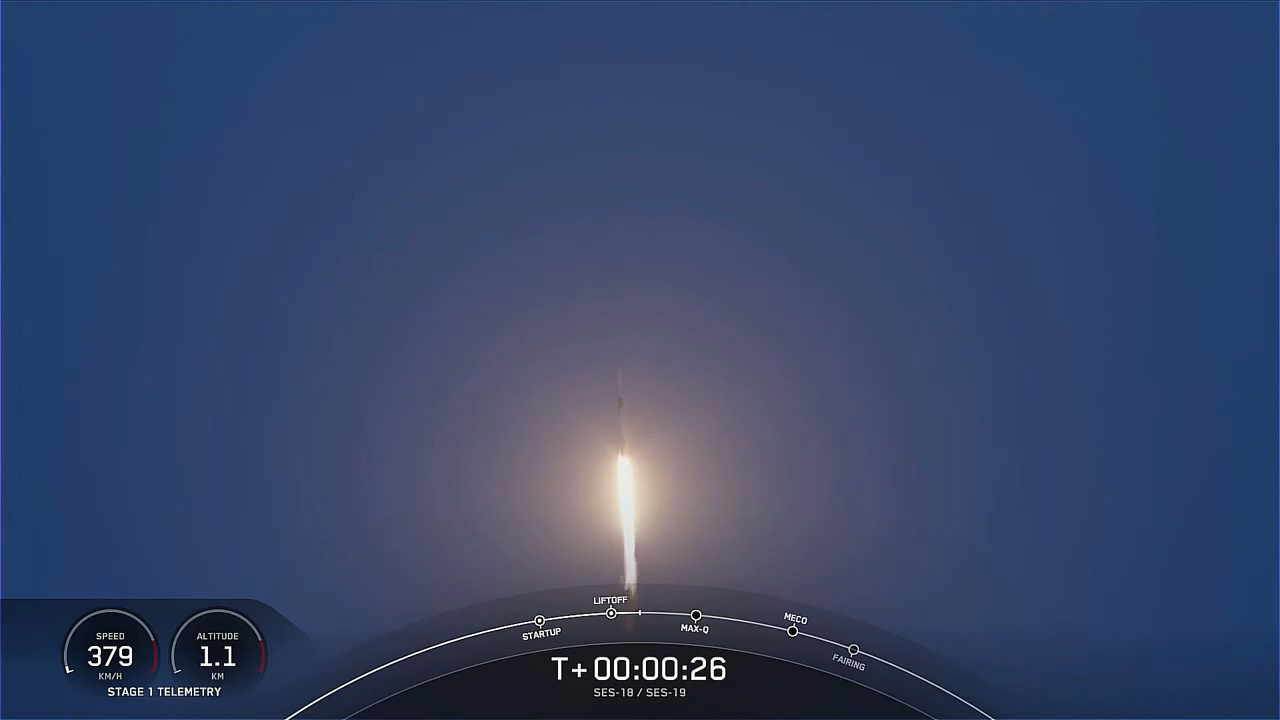 LIFTOFF
STARTUP
MAX-Q
MECO
FAIRING
SPEED
379
KM/H
ALTITUDE
1.1
KM
STAGE 1 TELEMETRY
T+00:00:26
SES-18 / SES-19